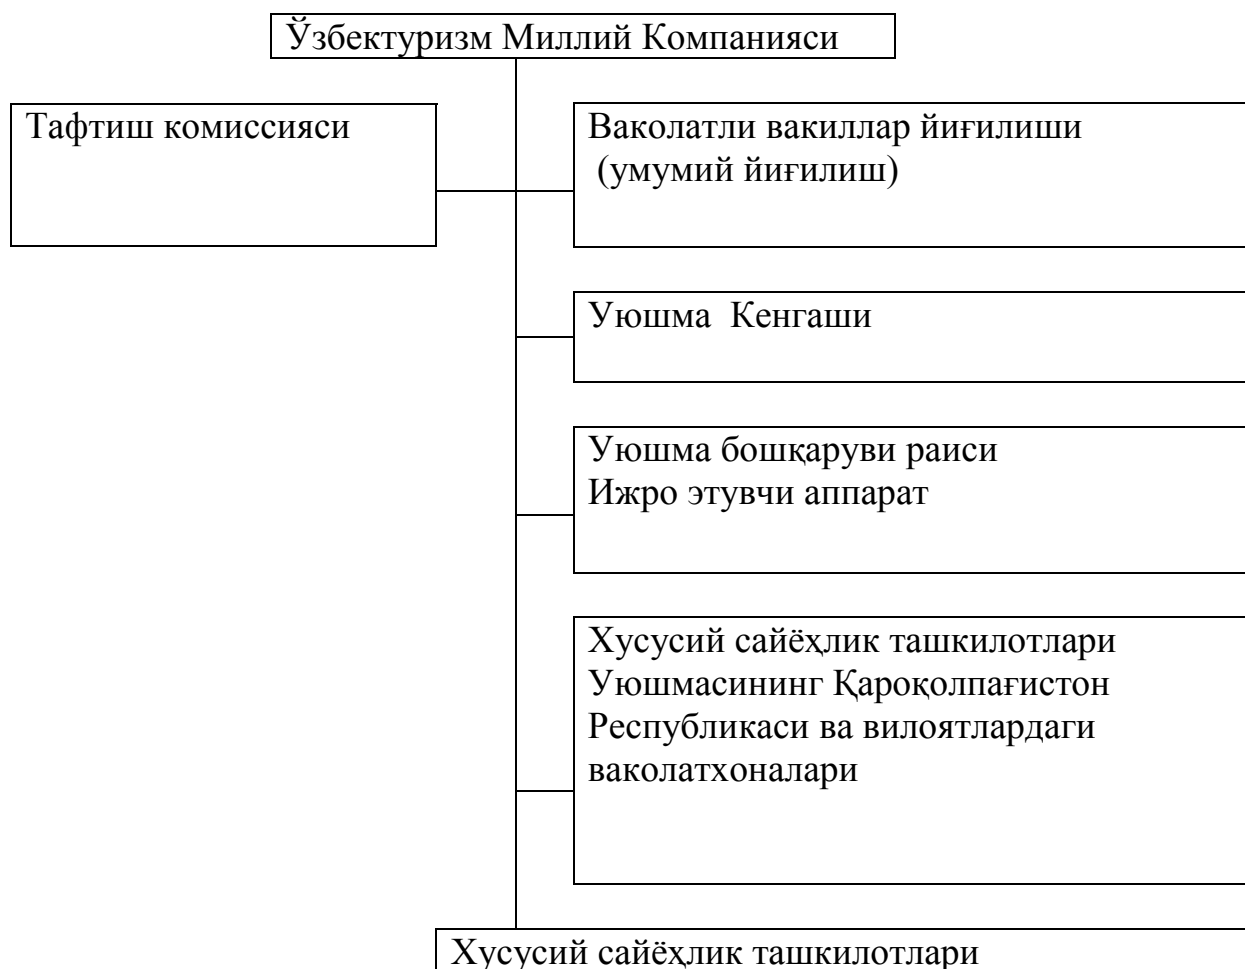 Ўзбектуризм Миллий Компанияси
Тафтиш комиссияси
Ваколатли вакиллар йиғилиши
(умумий йиғилиш)
Уюшма Кенгаши
Уюшма бошқаруви раиси
Ижро этувчи аппарат
Хусусий сайёҳлик ташкилотлари
Уюшмасининг Қароқолпағистон
Республикаси ва вилоятлардаги
ваколатхоналари
Хусусий сайёҳлик ташкилотлари